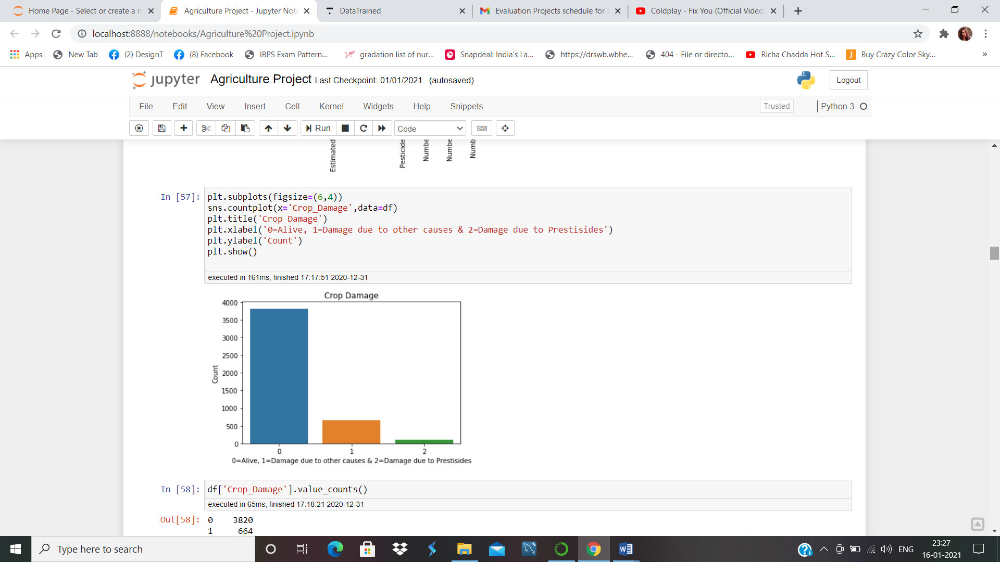 Home Page - Select or create a n
Agriculture Project - Jupyter Not
DataTrained
Evaluation Projects schedule for
Coldplay - Fix You (Official Video)
localhost:8888/notebooks/Agriculture%20Project.ipynb
Apps
New Tab
(2) DesignT
(8) Facebook
IBPS Exam Pattern...
gradation list of nur...
Snapdeal: India's La...
https://drswb.wbhe...
404 - File or directo...
Richa Chadda Hot S...
Buy Crazy Color Sky...
»
jupyter Agriculture Project Last Checkpoint: 01/01/2021 (autosaved)
Logout
File Edit View Insert Cell Kernel Widgets Help Snippets
Trusted
Python 3
Run
Code
Estimated
Pesticide
Numbe
Numbe
Numb
In [57]:
plt.subplots(figsize=(6,4))
sns.countplot(x='Crop_Damage',data=df)
plt.title('Crop Damage')
plt.xlabel('0=Alive, 1=Damage due to other causes & 2=Damage due to Prestisides')
plt.ylabel('Count')
plt.show()
executed in 161ms, finished 17:17:51 2020-12-31
Crop Damage
4000
3500
3000
2500
2000
1500
1000
500
0
Count
0 1 2
0=Alive, 1=Damage due to other causes & 2=Damage due to Prestisides
In [58]:
df['Crop_Damage'].value_counts()
executed in 65ms, finished 17:18:21 2020-12-31
Out[58]:
0 3820
1 664
Type here to search
ENG
23:27
16-01-2021